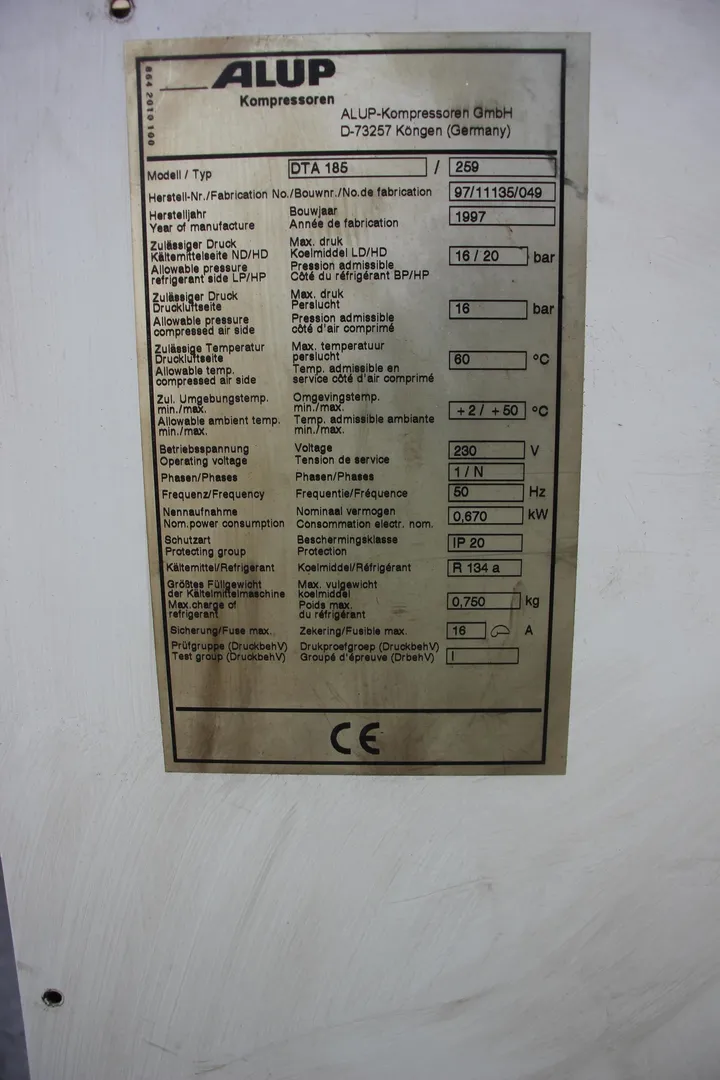 864 2010 100
ALUP
Kompressoren
ALUP-Kompressoren GmbH
D-73257 Köngen (Germany)
Modell / Typ DTA 185 / 259
Herstell-Nr./Fabrication No./Bouwnr./No.de fabrication 97/11135/049
Herstelljahr Bouwjaar 1997
Year of manufacture Année de fabrication
Zulässiger Druck Max. druk
Kältemittelseite ND/HD Koelmiddel LD/HD 16 / 20 bar
Allowable pressure Pression admissible
refrigerant side LP/HP Côté du réfrigérant BP/HP
Zulässiger Druck Max. druk
Druckluftseite Perslucht 16 bar
Allowable pressure Pression admissible
compressed air side côté d'air comprimé
Zulässige Temperatur Max. temperatuur
Druckluftseite perslucht 60 °C
Allowable temp. Temp. admissible en
compressed air side service côté d'air comprimé
Zul. Umgebungstemp. Omgevingstemp.
min./max. min./max. +2 / +50 °C
Allowable ambient temp. Temp. admissible ambiante
min./max. min./max.
Betriebsspannung Voltage 230 V
Operating voltage Tension de service
Phasen/Phases Phasen/Phases 1 / N
Frequenz/Frequency Frequentie/Fréquence 50 Hz
Nennaufnahme Nominaal vermogen 0,670 kW
Nom.power consumption Consommation electr. nom.
Schutzart Beschermingsklasse IP 20
Protecting group Protection
Kältemittel/Refrigerant Koelmiddel/Réfrigérant R 134 a
Größtes Füllgewicht Max. vulgewicht
der Kältelmittelmaschine koelmiddel 0,750 kg
Max.charge of Poids max.
refrigerant du réfrigérant
Sicherung/Fuse max. Zekering/Fusible max. 16 A
Prüfgruppe (DruckbehV) Drukproefgroep (DruckbehV) I
Test group (DruckbehV) Groupé d'épreuve (DrbehV)
CE